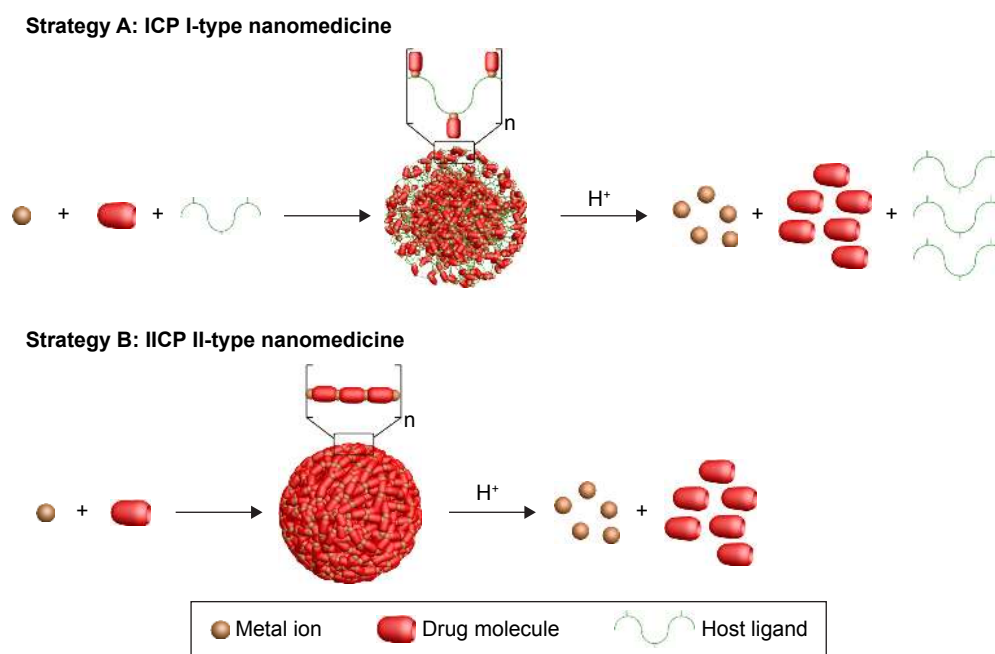 Strategy A: ICP I-type nanomedicine
n
+ + H+ + +
Strategy B: IICP II-type nanomedicine
n
+ H+ +
Metal ion Drug molecule Host ligand